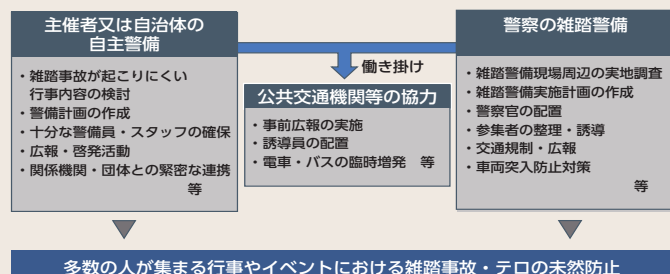 主催者又は自治体の
自主警備
・雑踏事故が起こりにくい
行事内容の検討
・警備計画の作成
・十分な警備員・スタッフの確保
・広報・啓発活動
・関係機関・団体との緊密な連携
等
働き掛け
公共交通機関等の協力
・事前広報の実施
・誘導員の配置
・電車・バスの臨時増発　等
警察の雑踏警備
・雑踏警備現場周辺の実地調査
・雑踏警備実施計画の作成
・警察官の配置
・参集者の整理・誘導
・交通規制・広報
・車両突入防止対策
等
多数の人が集まる行事やイベントにおける雑踏事故・テロの未然防止